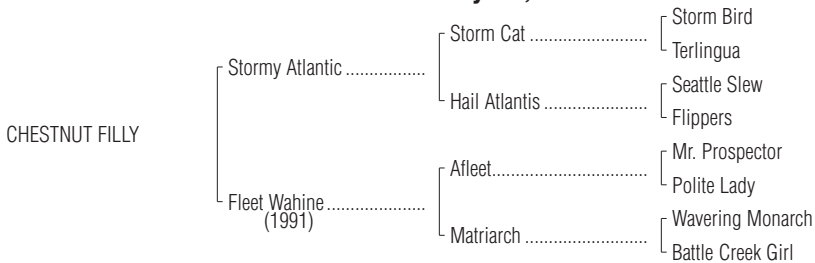 Storm Bird
Storm Cat ..............................
Terlingua
Stormy Atlantic ....................
Seattle Slew
Hail Atlantis ..........................
Flippers
CHESTNUT FILLY
Mr. Prospector
Afleet.......................................
Polite Lady
Fleet Wahine .........................
(1991)
Wavering Monarch
Matriarch ...............................
Battle Creek Girl